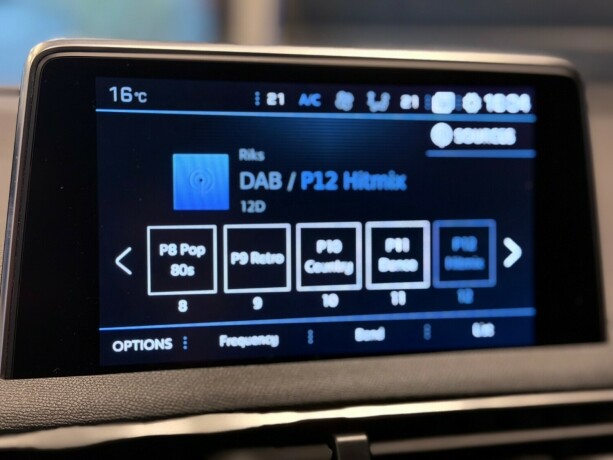 16°C 21 A/C 21
SOURCES
Riks
DAB / P12 Hitmix
12D
P8 Pop 80s P9 Retro P10 Country P11 Dance P12 Hitmix
8 9 10 11 12
OPTIONS Frequency Band List